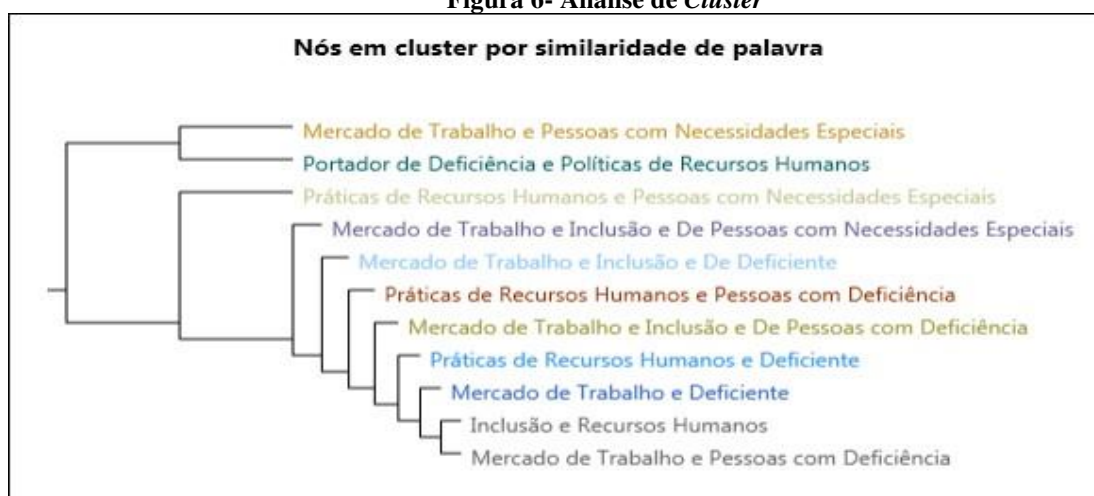 Figura 6- Análise de Cluster
Nós em cluster por similaridade de palavra
Mercado de Trabalho e Pessoas com Necessidades Especiais
Portador de Deficiência e Políticas de Recursos Humanos
Práticas de Recursos Humanos e Pessoas com Necessidades Especiais
Mercado de Trabalho e Inclusão e De Pessoas com Necessidades Especiais
Mercado de Trabalho e Inclusão e De Deficiente
Práticas de Recursos Humanos e Pessoas com Deficiência
Mercado de Trabalho e Inclusão e De Pessoas com Deficiência
Práticas de Recursos Humanos e Deficiente
Mercado de Trabalho e Deficiente
Inclusão e Recursos Humanos
Mercado de Trabalho e Pessoas com Deficiência